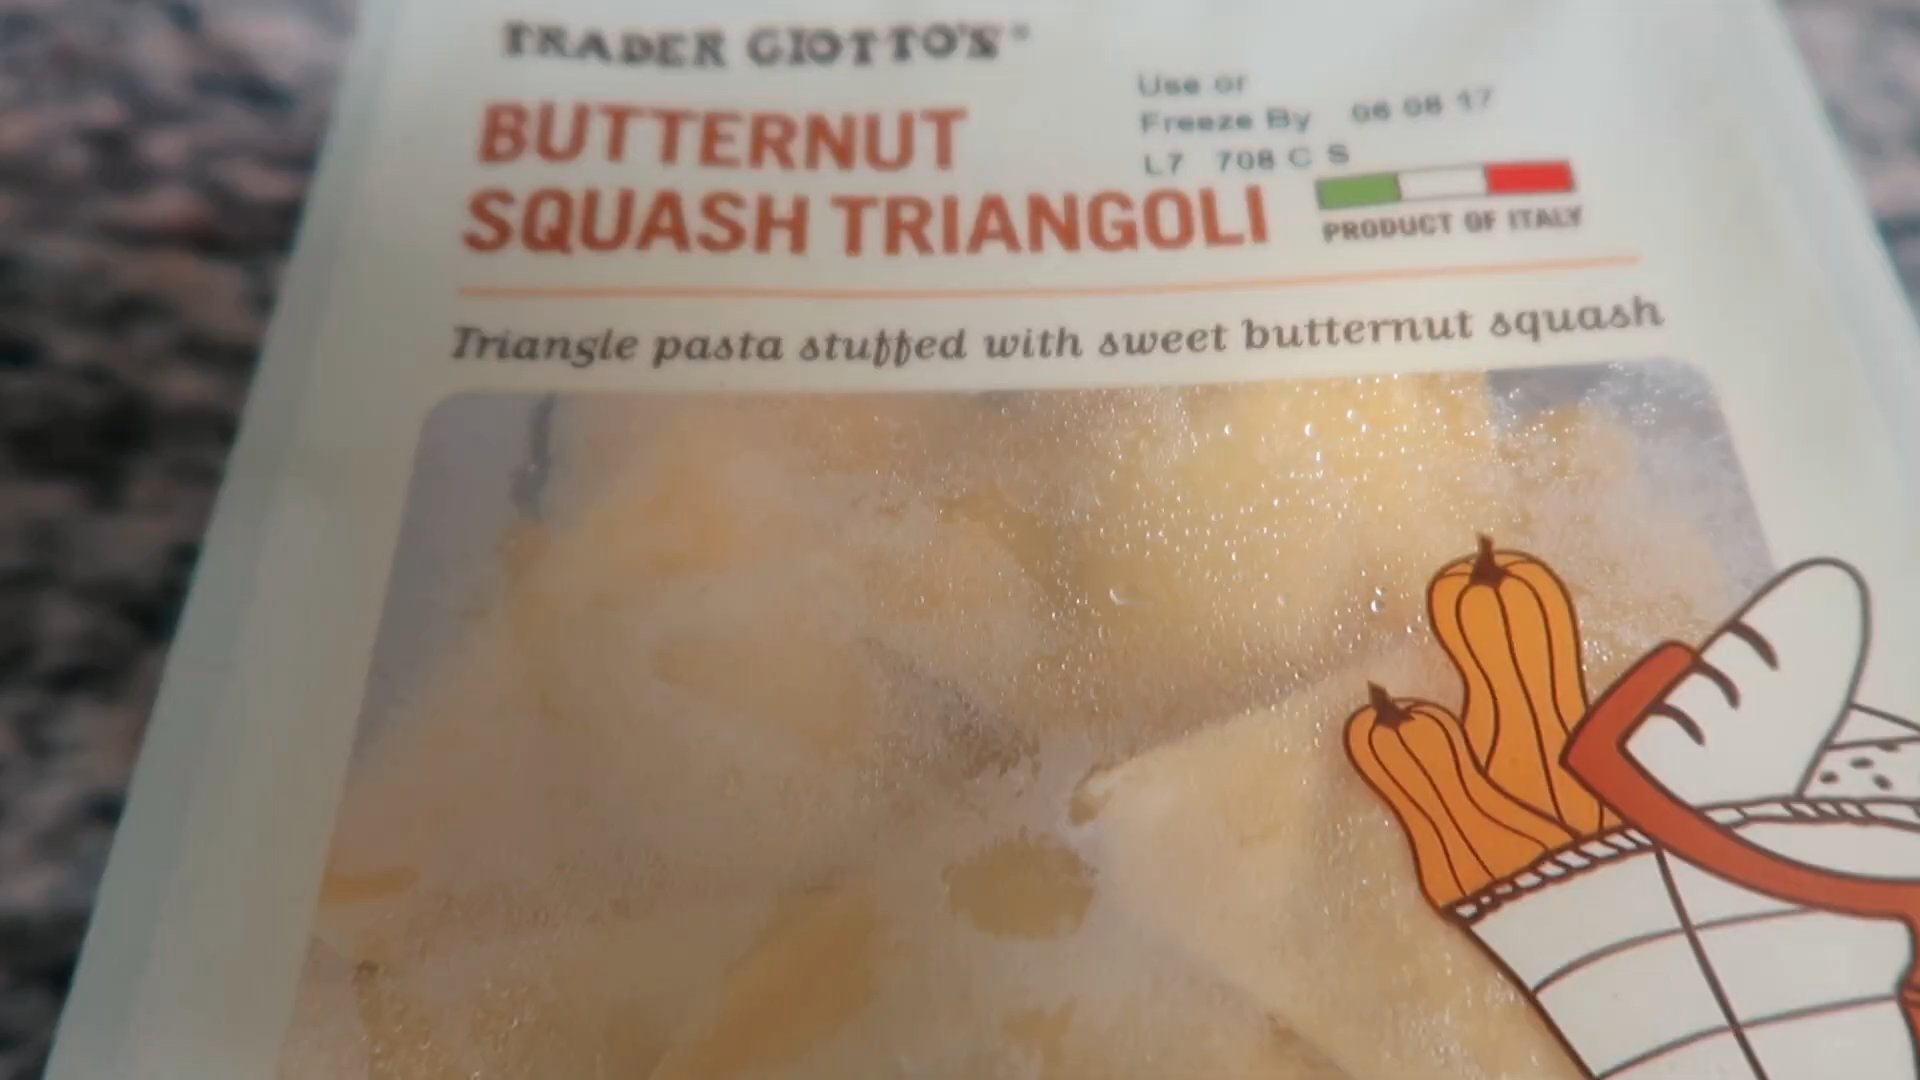 TRADER GIOTTO'S®
BUTTERNUT
SQUASH TRIANGOLI
Use or
Freeze By 06 08 17
L7 708 C S
PRODUCT OF ITALY
Triangle pasta stuffed with sweet butternut squash